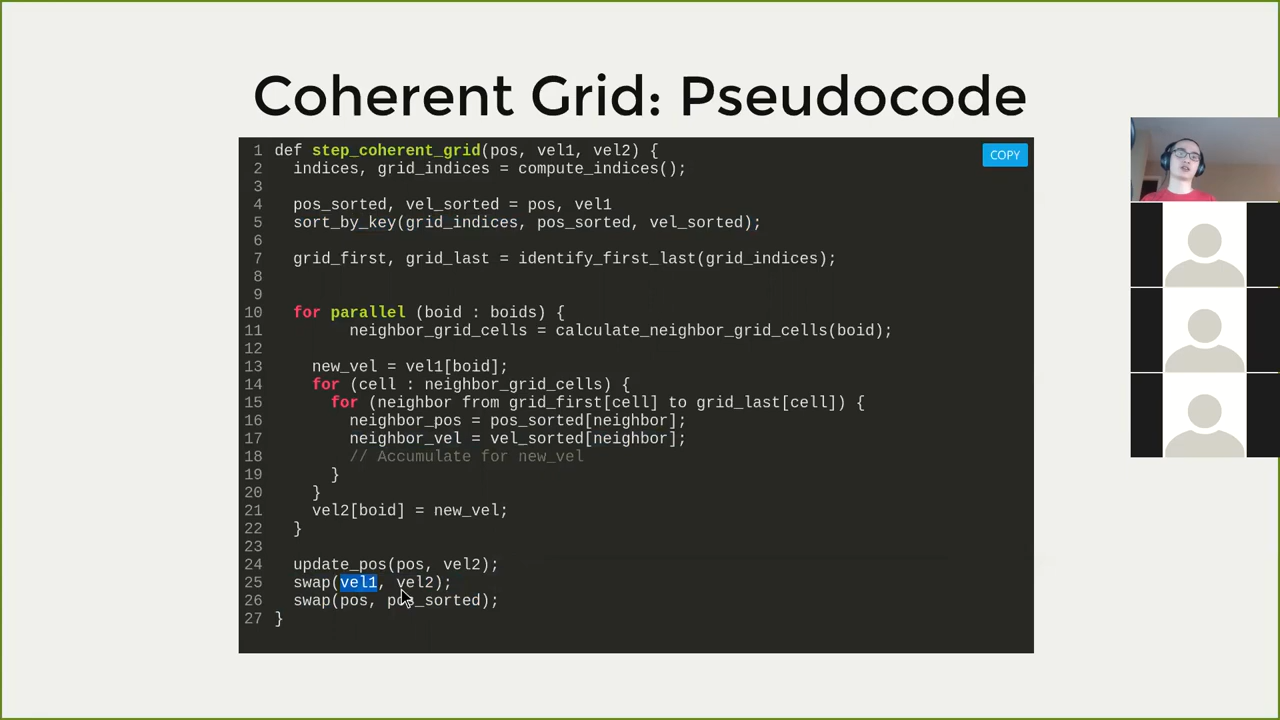 Coherent Grid: Pseudocode
COPY
1 def step_coherent_grid(pos, vel1, vel2) {
2 indices, grid_indices = compute_indices();
3
4 pos_sorted, vel_sorted = pos, vel1
5 sort_by_key(grid_indices, pos_sorted, vel_sorted);
6
7 grid_first, grid_last = identify_first_last(grid_indices);
8
9
10 for parallel (boid : boids) {
11 neighbor_grid_cells = calculate_neighbor_grid_cells(boid);
12
13 new_vel = vel1[boid];
14 for (cell : neighbor_grid_cells) {
15 for (neighbor from grid_first[cell] to grid_last[cell]) {
16 neighbor_pos = pos_sorted[neighbor];
17 neighbor_vel = vel_sorted[neighbor];
18 // Accumulate for new_vel
19 }
20 }
21 vel2[boid] = new_vel;
22 }
23
24 update_pos(pos, vel2);
25 swap(vel1, vel2);
26 swap(pos, pos_sorted);
27 }